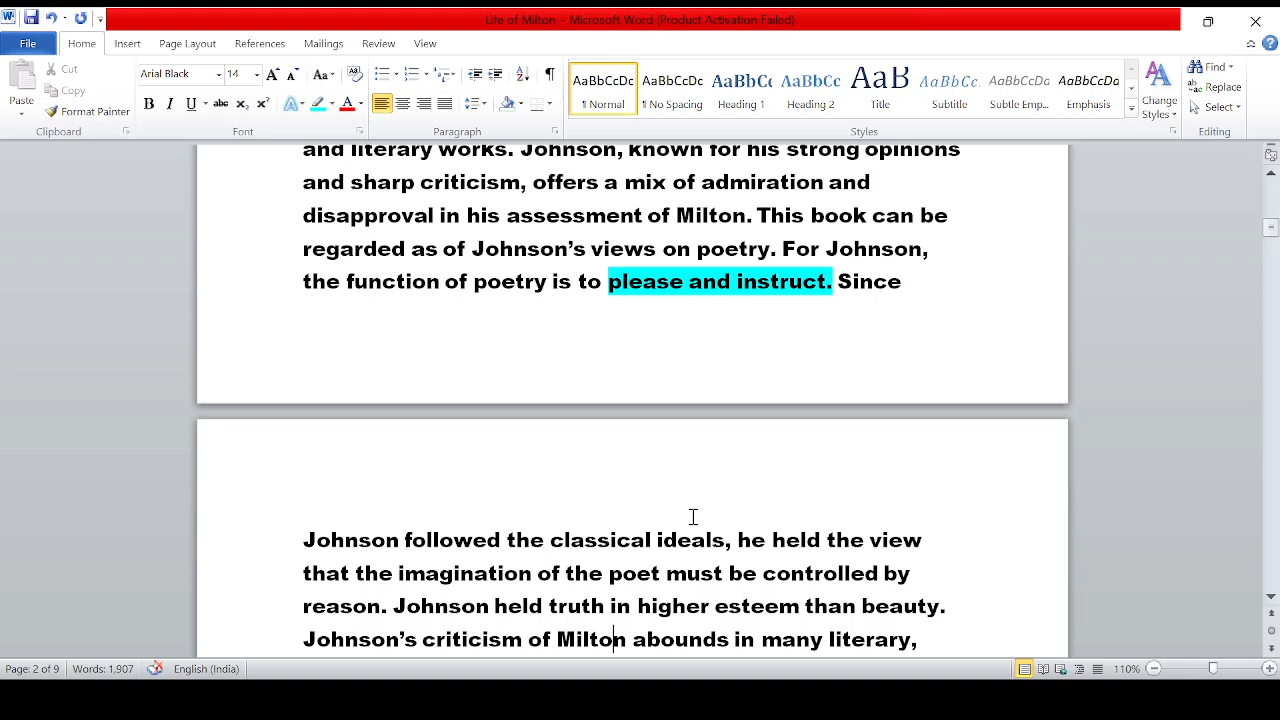 Life of Milton - Microsoft Word (Product Activation Failed)
File Home Insert Page Layout References Mailings Review View
Paste Cut Copy Format Painter
Arial Black 14 Aa
B I U abc X₂ X² A A
AaBbCcDc AaBbCcDc AaBbCc AaBbCc AaB AaBbCc. AaBbCcDc AaBbCcDc
¶ Normal ¶ No Spacing Heading 1 Heading 2 Title Subtitle Subtle Emp... Emphasis
Change Styles
Find Replace Select
Clipboard Font Paragraph Styles Editing
and literary works. Johnson, known for his strong opinions
and sharp criticism, offers a mix of admiration and
disapproval in his assessment of Milton. This book can be
regarded as of Johnson’s views on poetry. For Johnson,
the function of poetry is to please and instruct. Since
Johnson followed the classical ideals, he held the view
that the imagination of the poet must be controlled by
reason. Johnson held truth in higher esteem than beauty.
Johnson’s criticism of Milton abounds in many literary,
Page: 2 of 9 Words: 1,907 English (India) 110%